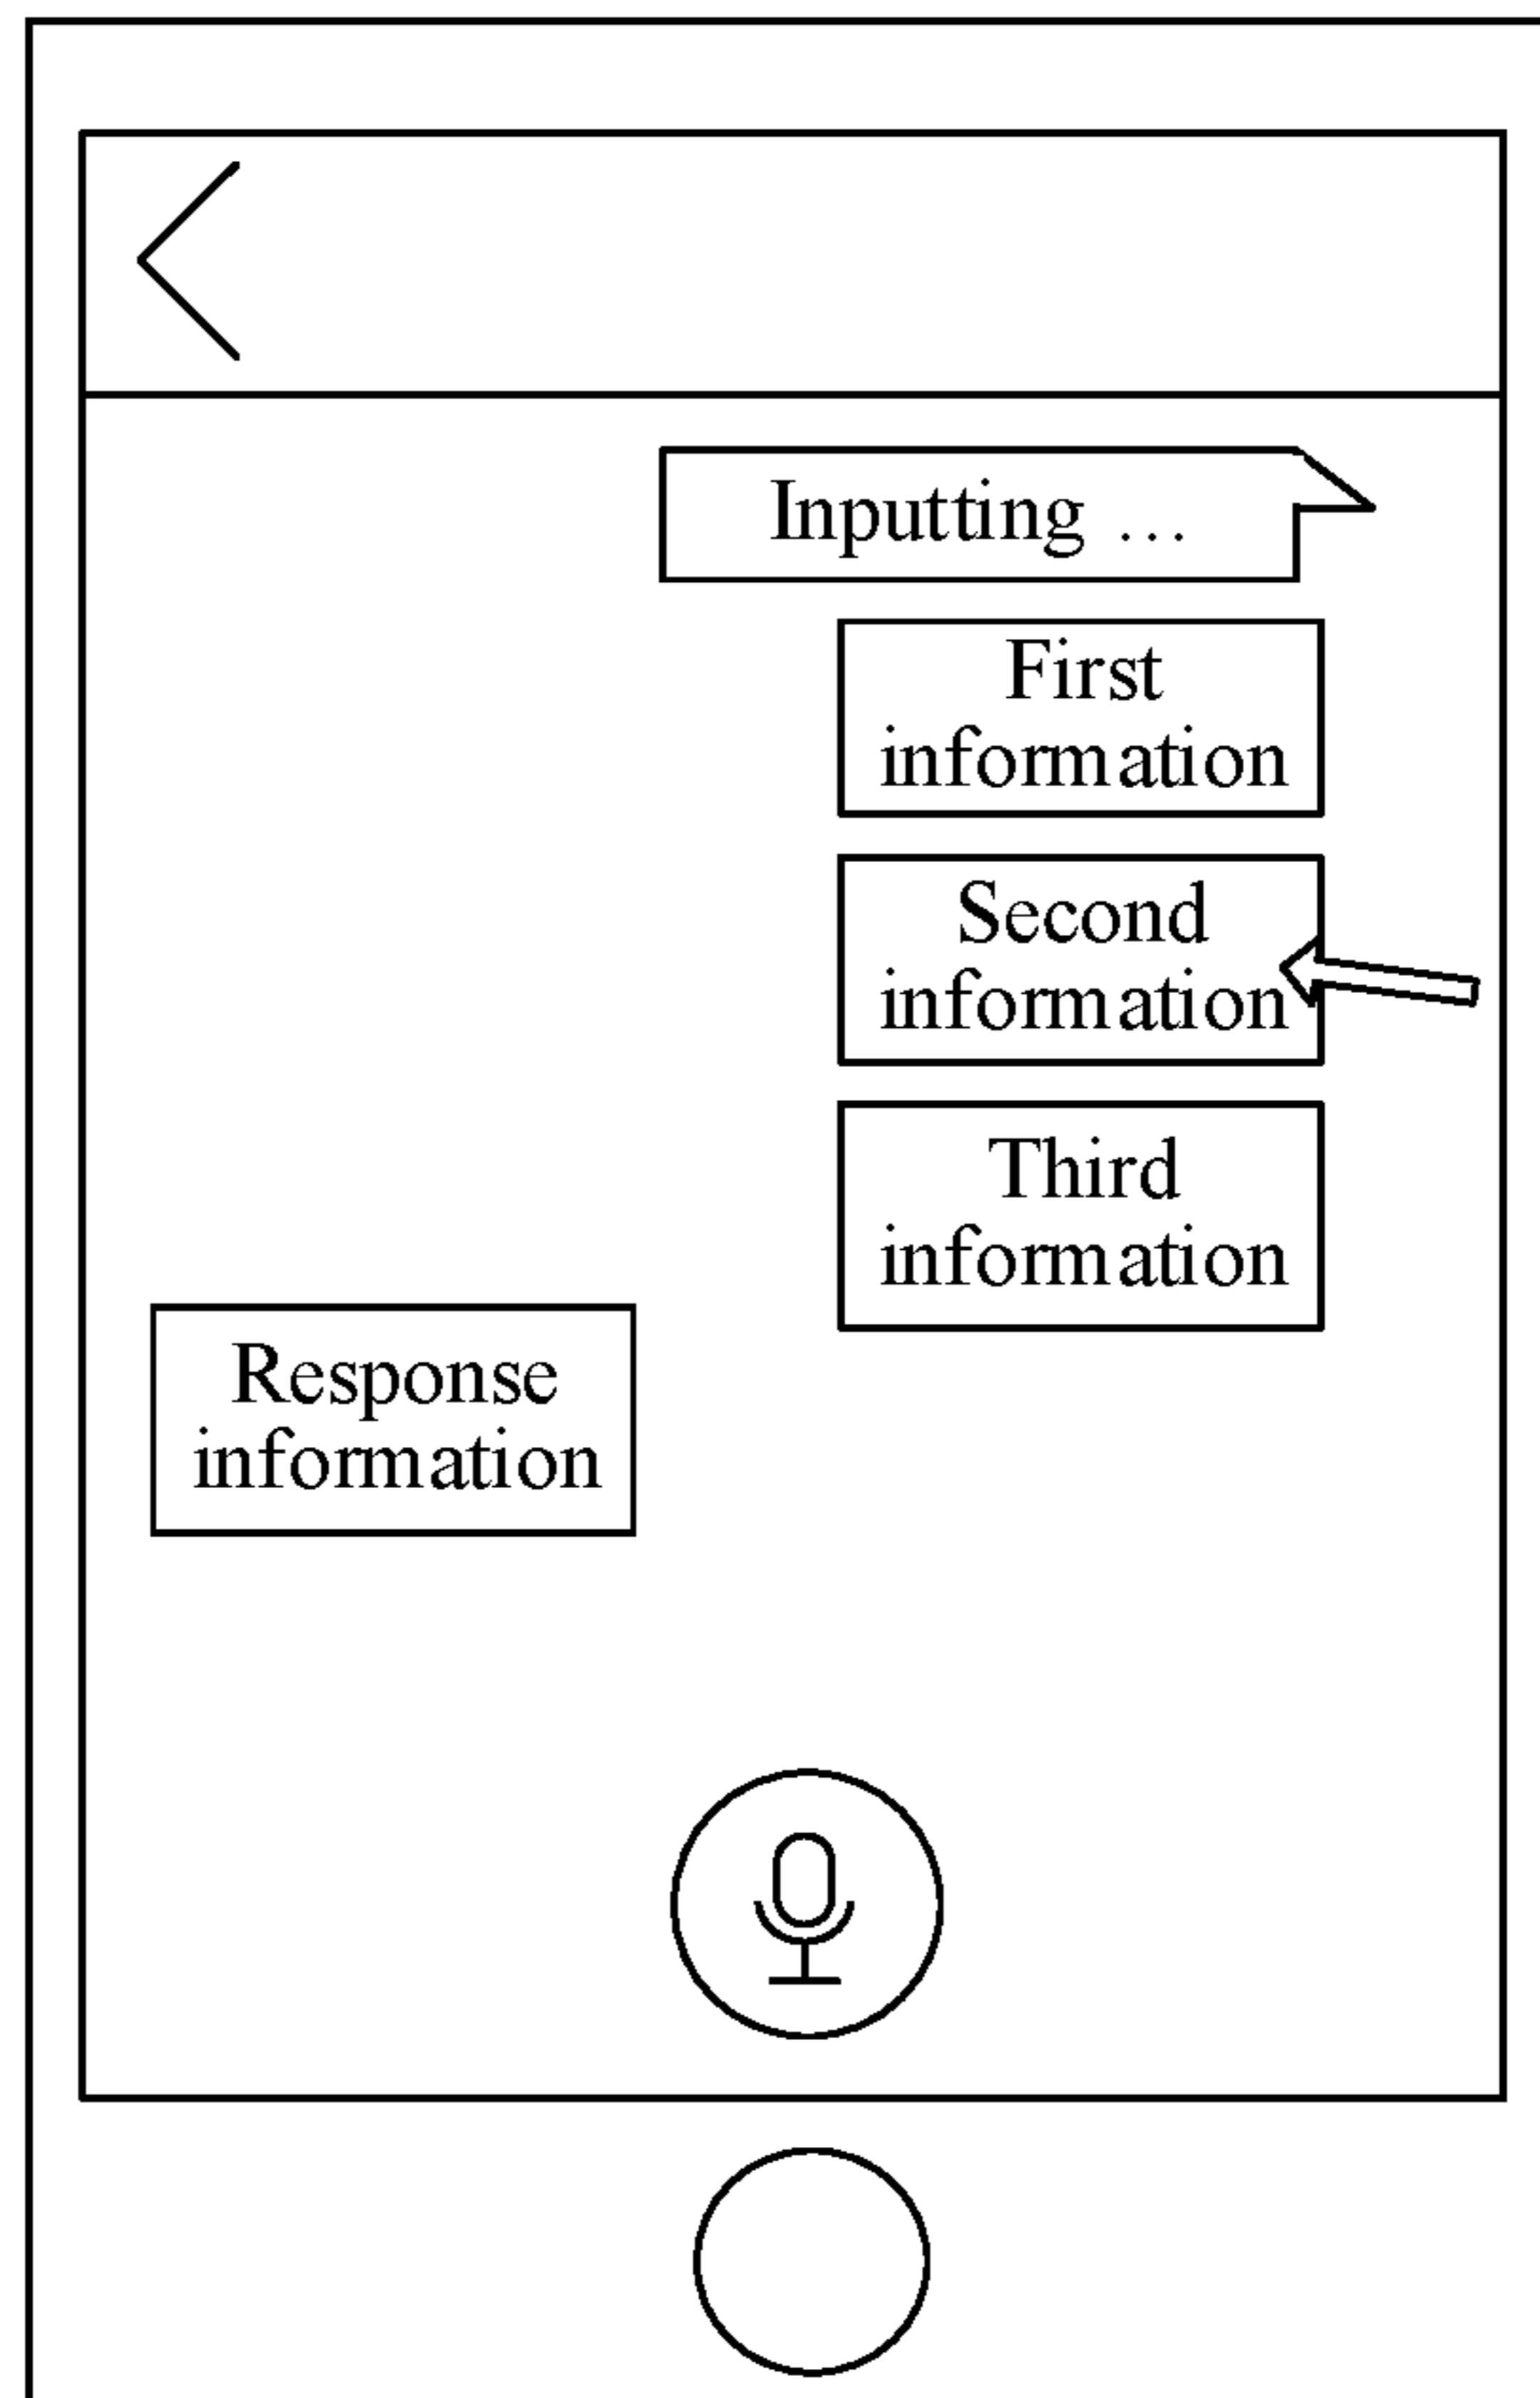 Inputting ...
First
information
Second
information
Third
information
Response
information